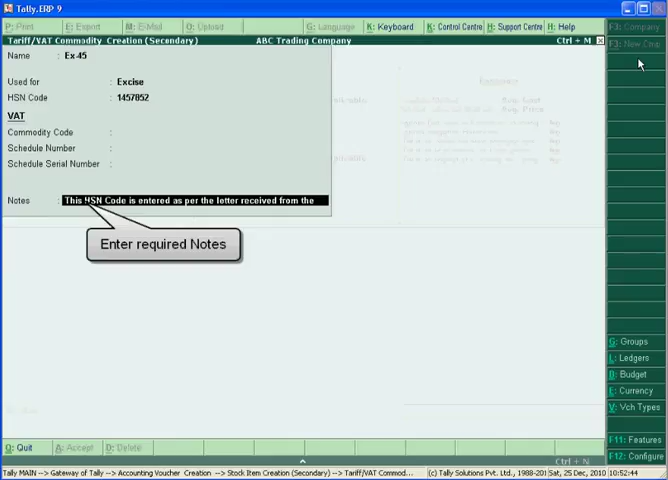 Tally.ERP 9
P: Print
E: Export
M: E-Mail
O: Upload
G: Language
K: Keyboard
K: Control Centre
H: Support Centre
H: Help
F3: Company
F3: New Cmp
Tariff/VAT Commodity Creation (Secondary)
ABC Trading Company
Ctrl + M
Name : Ex-45
Used for : Excise
HSN Code : 1457852
VAT
Commodity Code :
Schedule Number :
Schedule Serial Number :
Notes : This HSN Code is entered as per the letter received from the
Enter required Notes
G: Groups
L: Ledgers
B: Budget
E: Currency
V: Vch Types
F11: Features
F12: Configure
Q: Quit
A: Accept
D: Delete
Ctrl + N
Tally MAIN --> Gateway of Tally --> Accounting Voucher Creation --> Stock Item Creation (Secondary) --> Tariff/VAT Commod...
(c) Tally Solutions Pvt. Ltd., 1988-201
Sat, 25 Dec, 2010
10:52:44